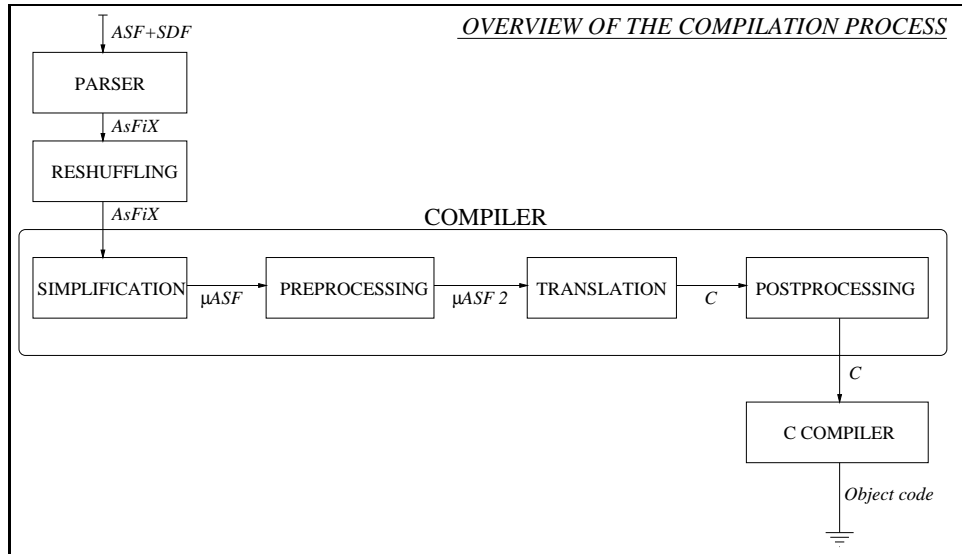 OVERVIEW OF THE COMPILATION PROCESS
ASF+SDF
PARSER
AsFiX
RESHUFFLING
AsFiX
COMPILER
SIMPLIFICATION
μASF
PREPROCESSING
μASF 2
TRANSLATION
C
POSTPROCESSING
C
C COMPILER
Object code